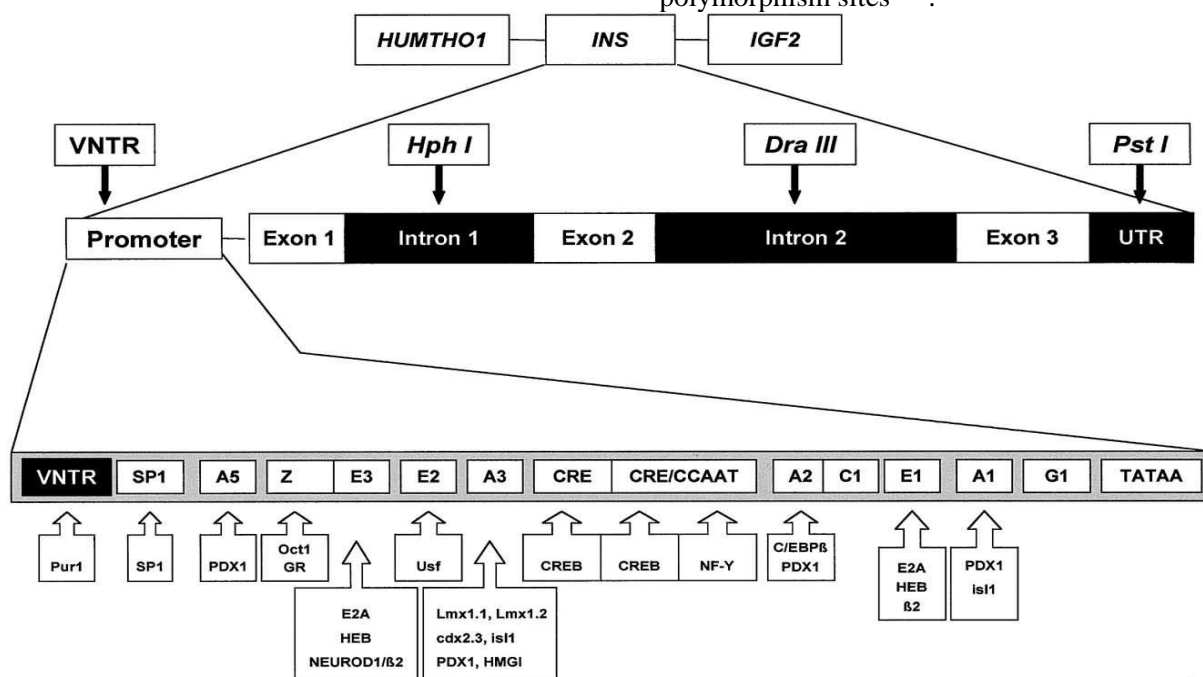 polymorphism sites
HUMTHO1 INS IGF2
VNTR Hph I Dra III Pst I
Promoter Exon 1 Intron 1 Exon 2 Intron 2 Exon 3 UTR
VNTR SP1 A5 Z E3 E2 A3 CRE CRE/CCAAT A2 C1 E1 A1 G1 TATAA
Pur1
SP1
PDX1
Oct1
GR
E2A
HEB
NEUROD1/ß2
Usf
Lmx1.1, Lmx1.2
cdx2.3, isl1
PDX1, HMGI
CREB
CREB
NF-Y
C/EBPß
PDX1
E2A
HEB
ß2
PDX1
isl1